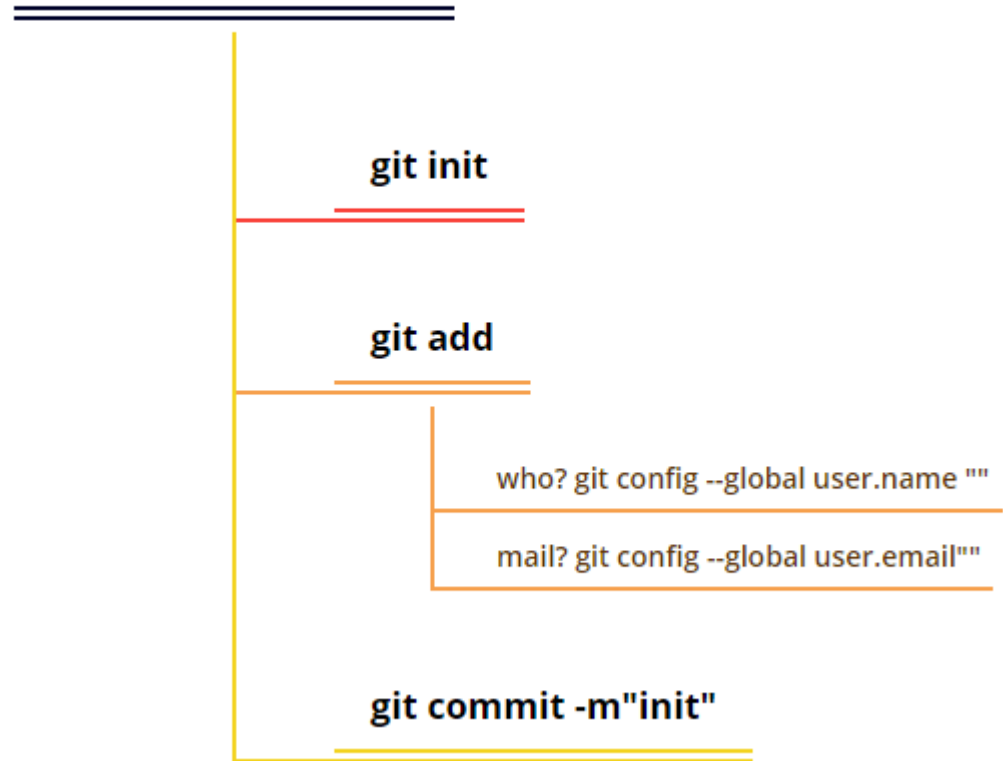 git init
git add
who? git config --global user.name ""
mail? git config --global user.email""
git commit -m"init"